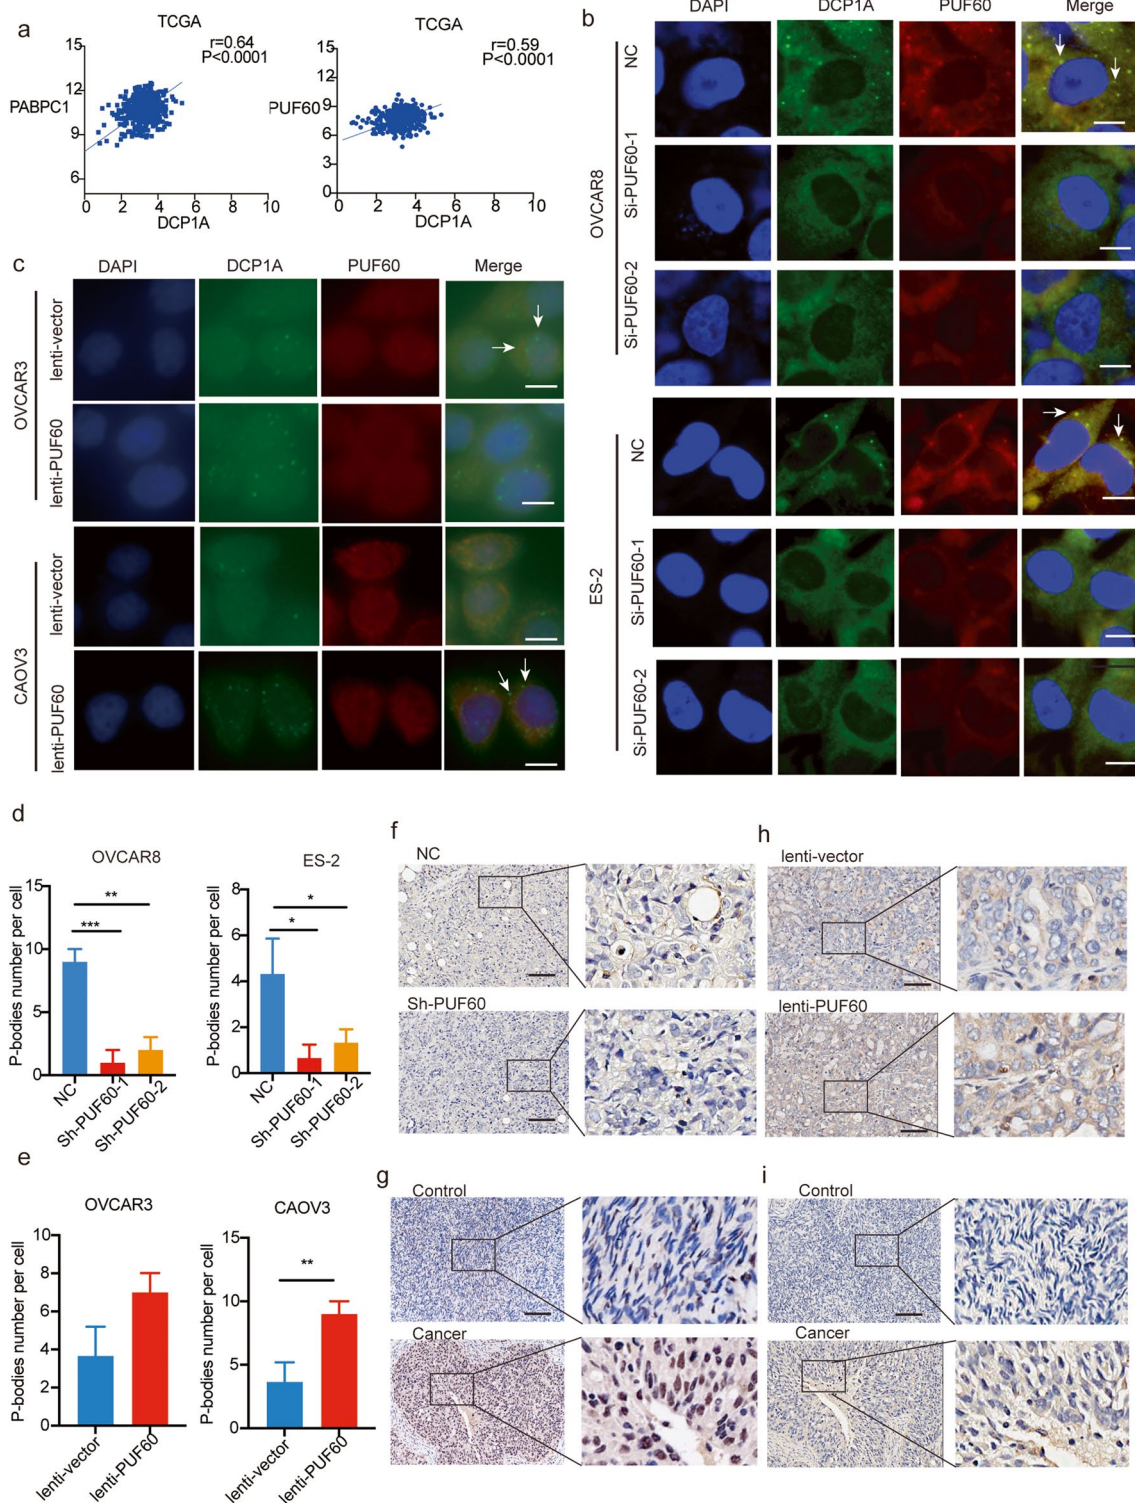 a
TCGA
r=0.64
P<0.0001
PABPC1
15
12
9
6
0 2 4 6 8 10
DCP1A
TCGA
r=0.59
P<0.0001
PUF60
15
12
9
6
3
0
0 2 4 6 8 10
DCP1A
b
DAPI DCP1A PUF60 Merge
OVCAR8
NC
Si-PUF60-1
Si-PUF60-2
ES-2
NC
Si-PUF60-1
Si-PUF60-2
c
DAPI DCP1A PUF60 Merge
OVCAR3
lenti-vector
lenti-PUF60
CAOV3
lenti-vector
lenti-PUF60
d
OVCAR8
P-bodies number per cell
15
10
5
0
**
***
NC
Sh-PUF60-1
Sh-PUF60-2
ES-2
P-bodies number per cell
8
6
4
2
0
*
*
NC
Sh-PUF60-1
Sh-PUF60-2
e
OVCAR3
P-bodies number per cell
10
8
6
4
2
0
lenti-vector
lenti-PUF60
CAOV3
P-bodies number per cell
15
10
5
0
**
lenti-vector
lenti-PUF60
f
NC
Sh-PUF60
g
Control
Cancer
h
lenti-vector
lenti-PUF60
i
Control
Cancer